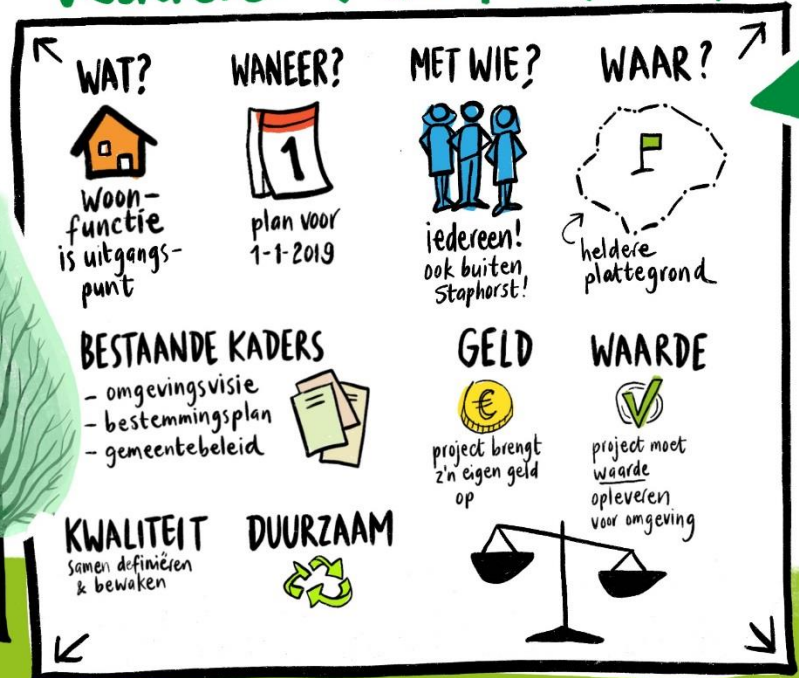 WAT?
WANEER?
MET WIE?
WAAR?
1
woon-
functie
is uitgangs-
punt
plan voor
1-1-2019
iedereen!
ook buiten
Staphorst!
heldere
plattegrond
BESTAANDE KADERS
- omgevingsvisie
- bestemmingsplan
- gemeentebeleid
GELD
€
project brengt
z'n eigen geld
op
WAARDE
project moet
waarde
opleveren
voor omgeving
KWALITEIT
samen definiëren
& bewaken
DUURZAAM